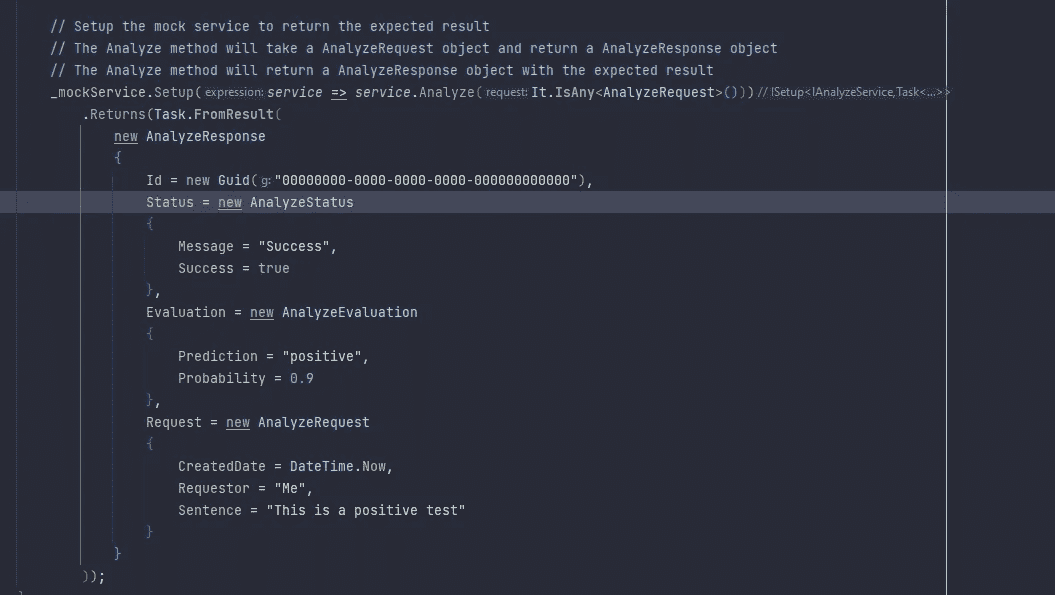 // Setup the mock service to return the expected result
// The Analyze method will take a AnalyzeRequest object and return a AnalyzeResponse object
// The Analyze method will return a AnalyzeResponse object with the expected result
_mockService.Setup( expression: service => service.Analyze( request: It.IsAny<AnalyzeRequest>())) // ISetup<IAnalyzeService,Task<...>>
.Returns(Task.FromResult(
new AnalyzeResponse
{
Id = new Guid( g: "00000000-0000-0000-0000-000000000000"),
Status = new AnalyzeStatus
{
Message = "Success",
Success = true
},
Evaluation = new AnalyzeEvaluation
{
Prediction = "positive",
Probability = 0.9
},
Request = new AnalyzeRequest
{
CreatedDate = DateTime.Now,
Requestor = "Me",
Sentence = "This is a positive test"
}
}
));